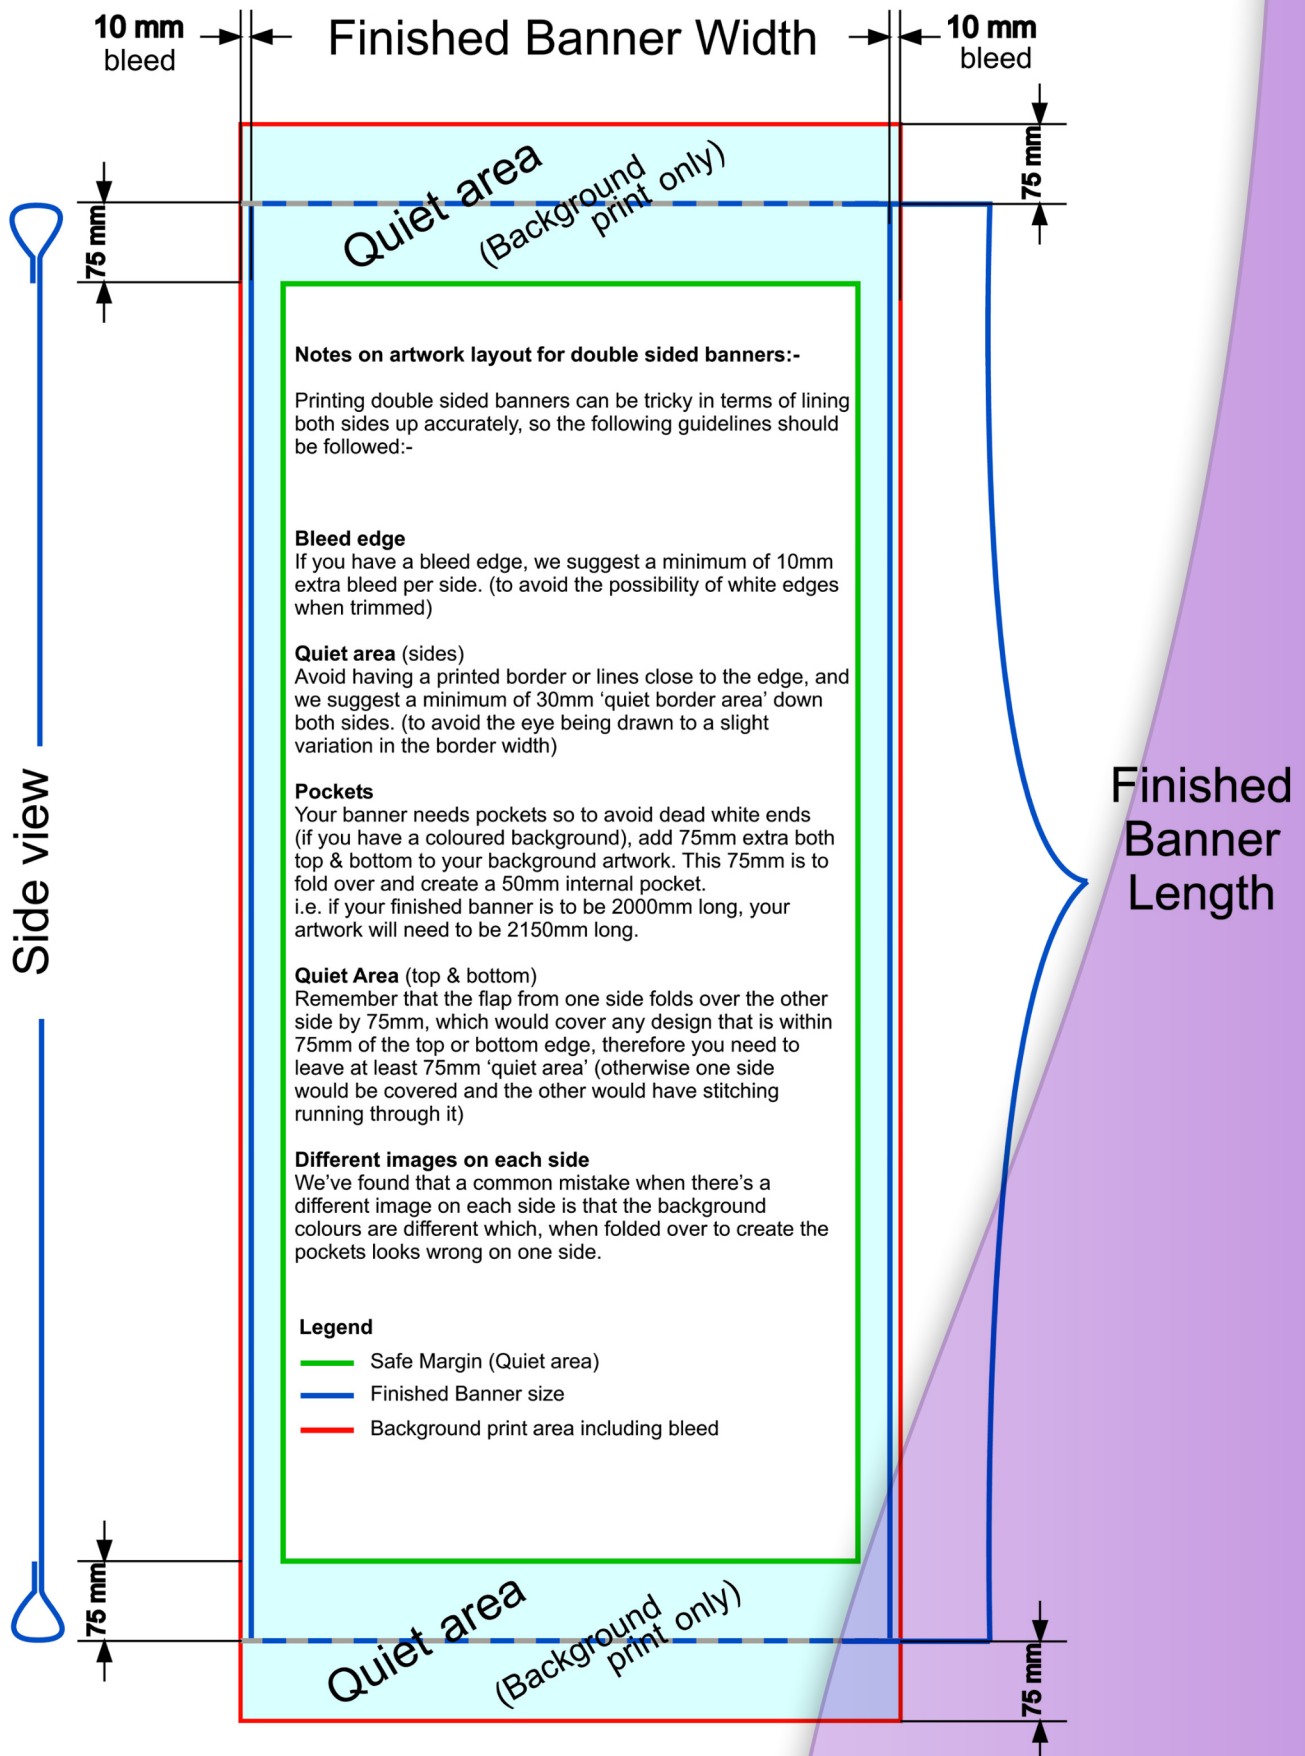 10 mm
bleed
Finished Banner Width
10 mm
bleed
75 mm
75 mm
Quiet area
(Background
print only)
Notes on artwork layout for double sided banners:-
Printing double sided banners can be tricky in terms of lining
both sides up accurately, so the following guidelines should
be followed:-
Bleed edge
If you have a bleed edge, we suggest a minimum of 10mm
extra bleed per side. (to avoid the possibility of white edges
when trimmed)
Quiet area (sides)
Avoid having a printed border or lines close to the edge, and
we suggest a minimum of 30mm ‘quiet border area’ down
both sides. (to avoid the eye being drawn to a slight
variation in the border width)
Pockets
Your banner needs pockets so to avoid dead white ends
(if you have a coloured background), add 75mm extra both
top & bottom to your background artwork. This 75mm is to
fold over and create a 50mm internal pocket.
i.e. if your finished banner is to be 2000mm long, your
artwork will need to be 2150mm long.
Quiet Area (top & bottom)
Remember that the flap from one side folds over the other
side by 75mm, which would cover any design that is within
75mm of the top or bottom edge, therefore you need to
leave at least 75mm ‘quiet area’ (otherwise one side
would be covered and the other would have stitching
running through it)
Different images on each side
We’ve found that a common mistake when there’s a
different image on each side is that the background
colours are different which, when folded over to create the
pockets looks wrong on one side.
Legend
Safe Margin (Quiet area)
Finished Banner size
Background print area including bleed
Side view
Finished
Banner
Length
75 mm
Quiet area
(Background
print only)
75 mm